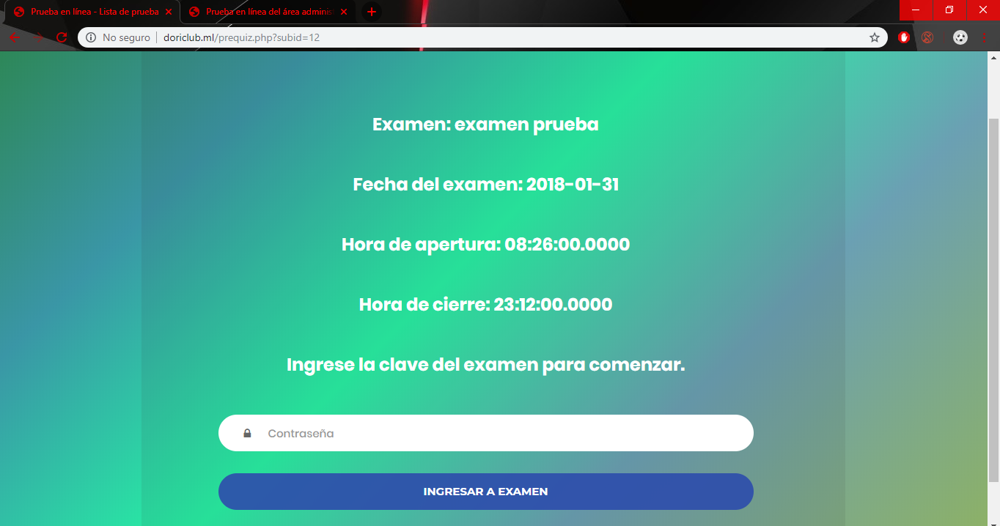 Prueba en línea - Lista de prueba
Prueba en línea del área adminis
No seguro
doriclub.ml/prequiz.php?subid=12
Examen: examen prueba
Fecha del examen: 2018-01-31
Hora de apertura: 08:26:00.0000
Hora de cierre: 23:12:00.0000
Ingrese la clave del examen para comenzar.
Contraseña
INGRESAR A EXAMEN